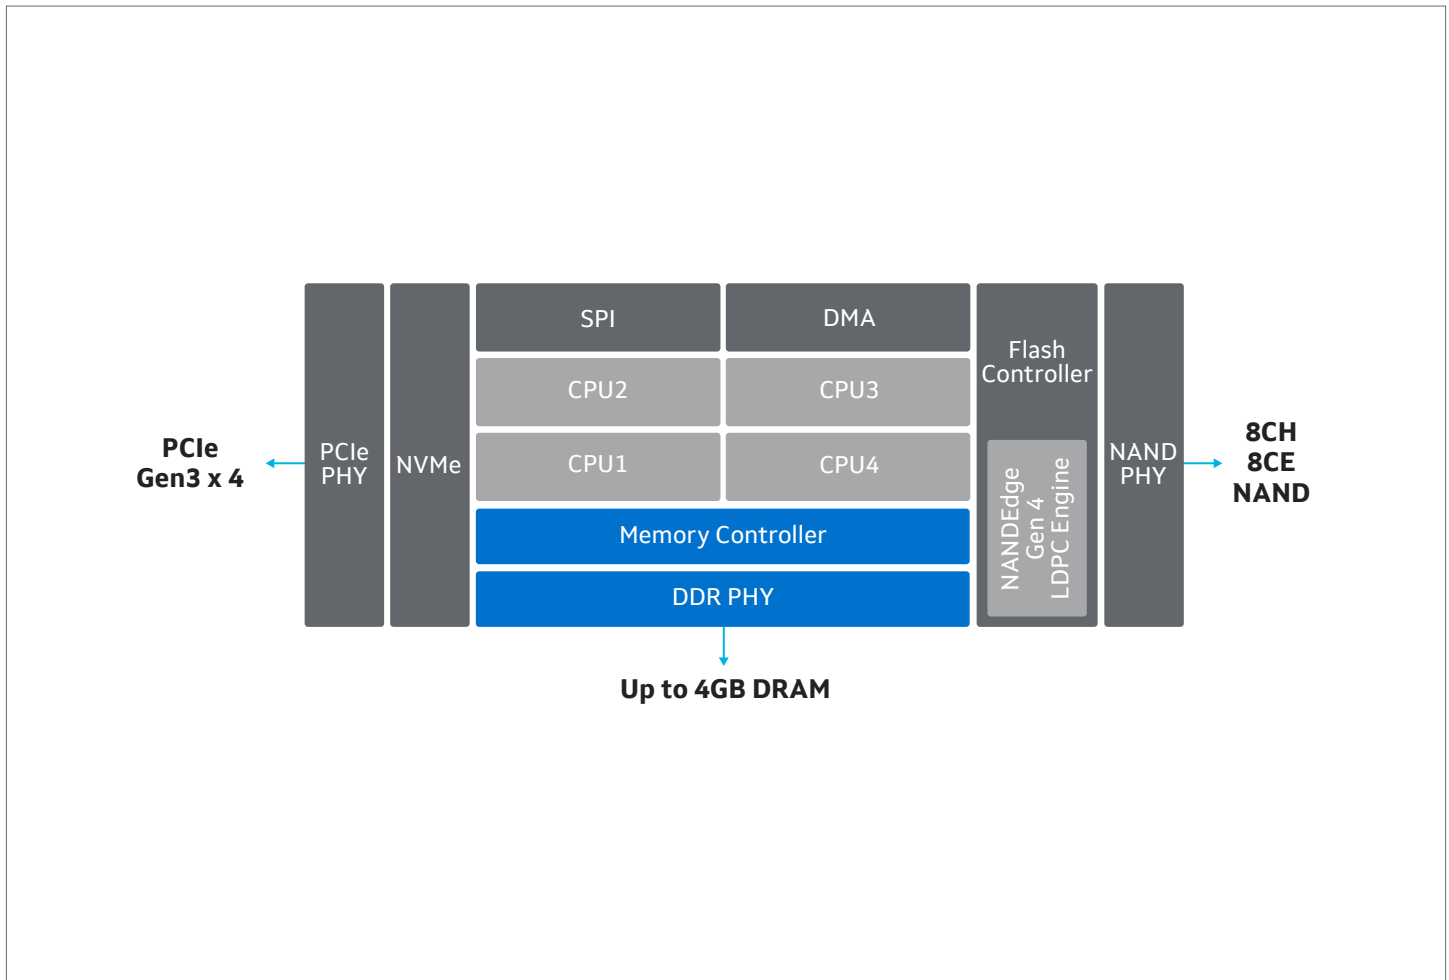 PCIe
Gen3 x 4
PCIe
PHY
NVMe
SPI
DMA
CPU2
CPU3
CPU1
CPU4
Memory Controller
DDR PHY
Flash
Controller
NANDEdge
Gen 4
LDPC Engine
NAND
PHY
8CH
8CE
NAND
Up to 4GB DRAM